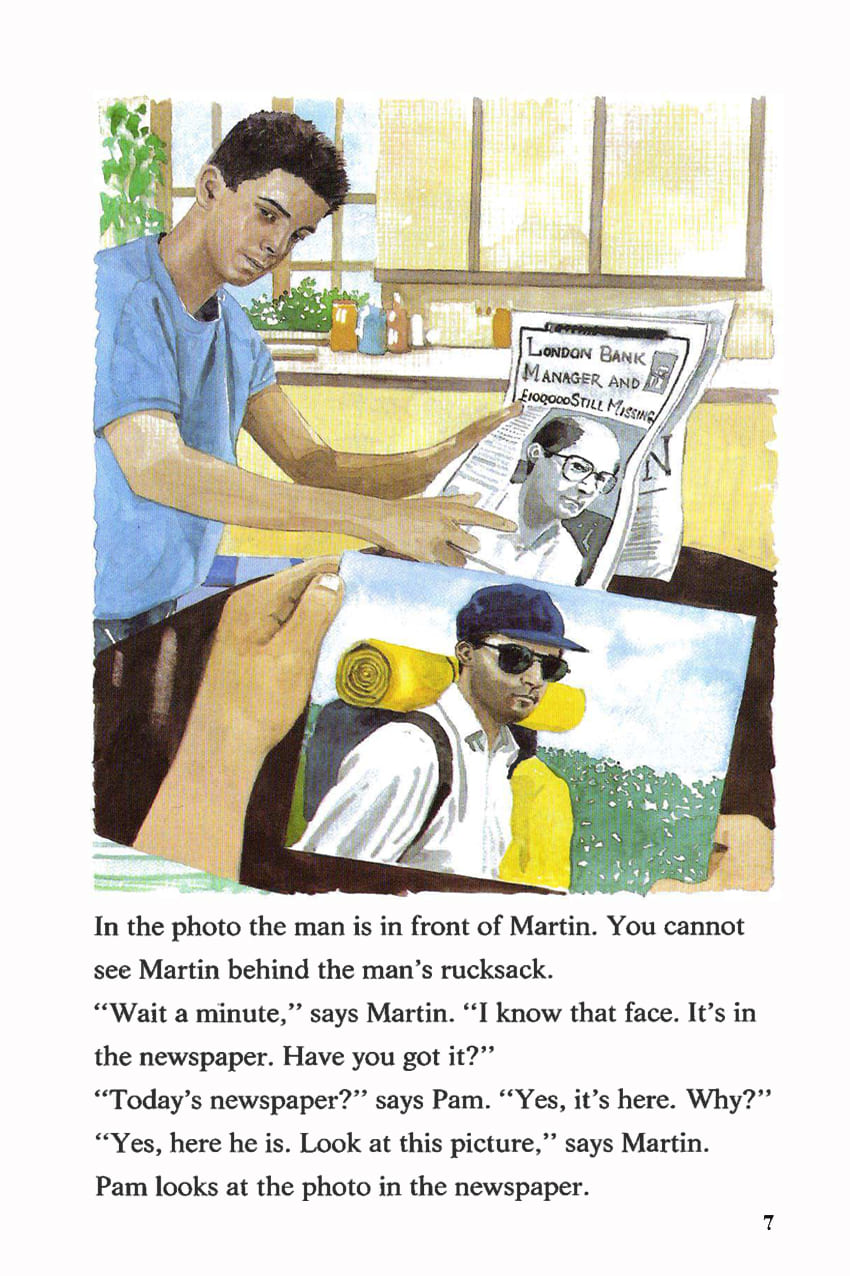 LONDON BANK
MANAGER AND
£100000 STILL MISSING
N
In the photo the man is in front of Martin. You cannot
see Martin behind the man’s rucksack.
“Wait a minute,” says Martin. “I know that face. It’s in
the newspaper. Have you got it?”
“Today’s newspaper?” says Pam. “Yes, it’s here. Why?”
“Yes, here he is. Look at this picture,” says Martin.
Pam looks at the photo in the newspaper.
7